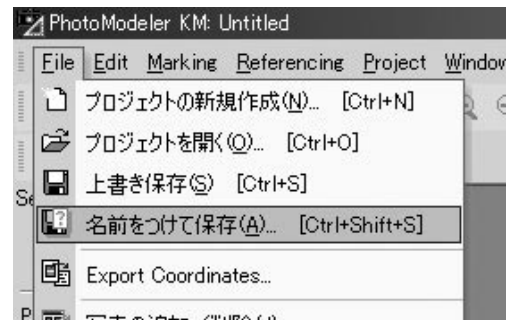 PhotoModeler KM: Untitled
File Edit Marking Referencing Project Window
プロジェクトの新規作成(N)... [Ctrl+N]
プロジェクトを開く(O)... [Ctrl+O]
上書き保存(S) [Ctrl+S]
名前をつけて保存(A)... [Ctrl+Shift+S]
Export Coordinates...